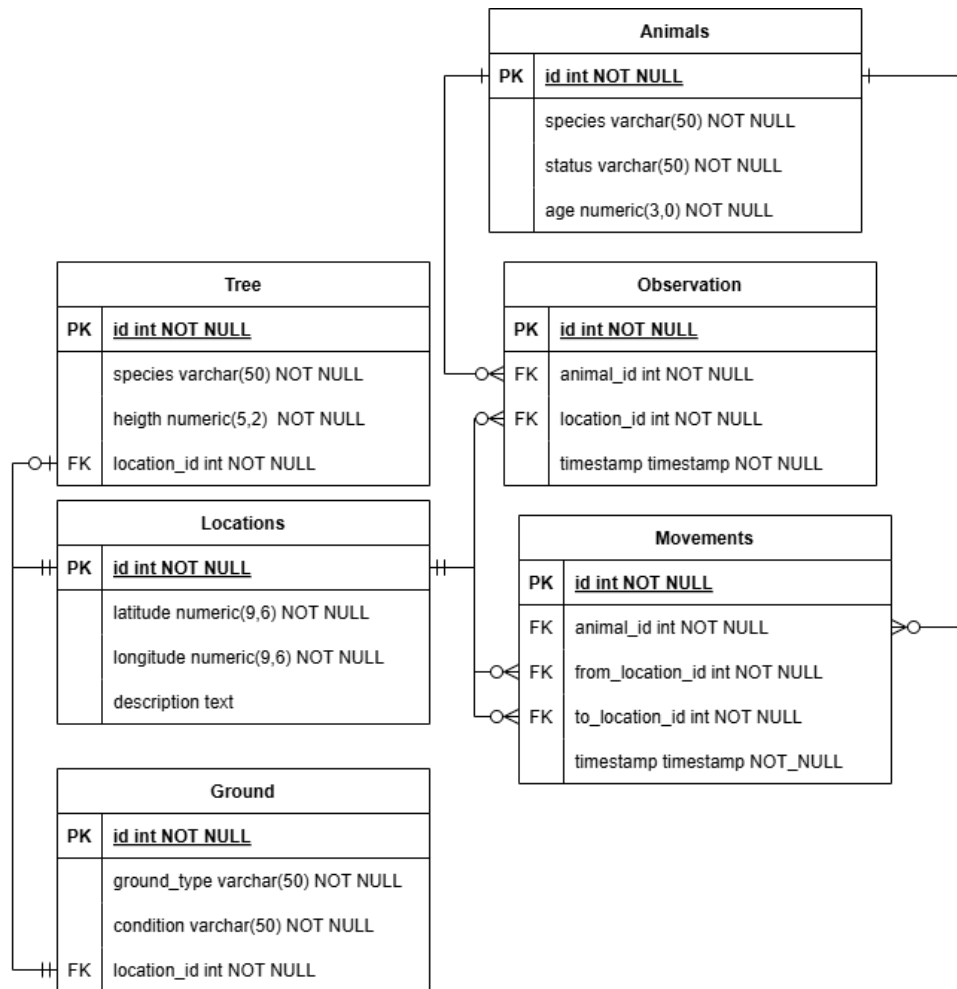 Animals
PK id int NOT NULL
species varchar(50) NOT NULL
status varchar(50) NOT NULL
age numeric(3,0) NOT NULL
Tree
PK id int NOT NULL
species varchar(50) NOT NULL
heigth numeric(5,2) NOT NULL
FK location_id int NOT NULL
Observation
PK id int NOT NULL
FK animal_id int NOT NULL
FK location_id int NOT NULL
timestamp timestamp NOT NULL
Locations
PK id int NOT NULL
latitude numeric(9,6) NOT NULL
longitude numeric(9,6) NOT NULL
description text
Movements
PK id int NOT NULL
FK animal_id int NOT NULL
FK from_location_id int NOT NULL
FK to_location_id int NOT NULL
timestamp timestamp NOT_NULL
Ground
PK id int NOT NULL
ground_type varchar(50) NOT NULL
condition varchar(50) NOT NULL
FK location_id int NOT NULL